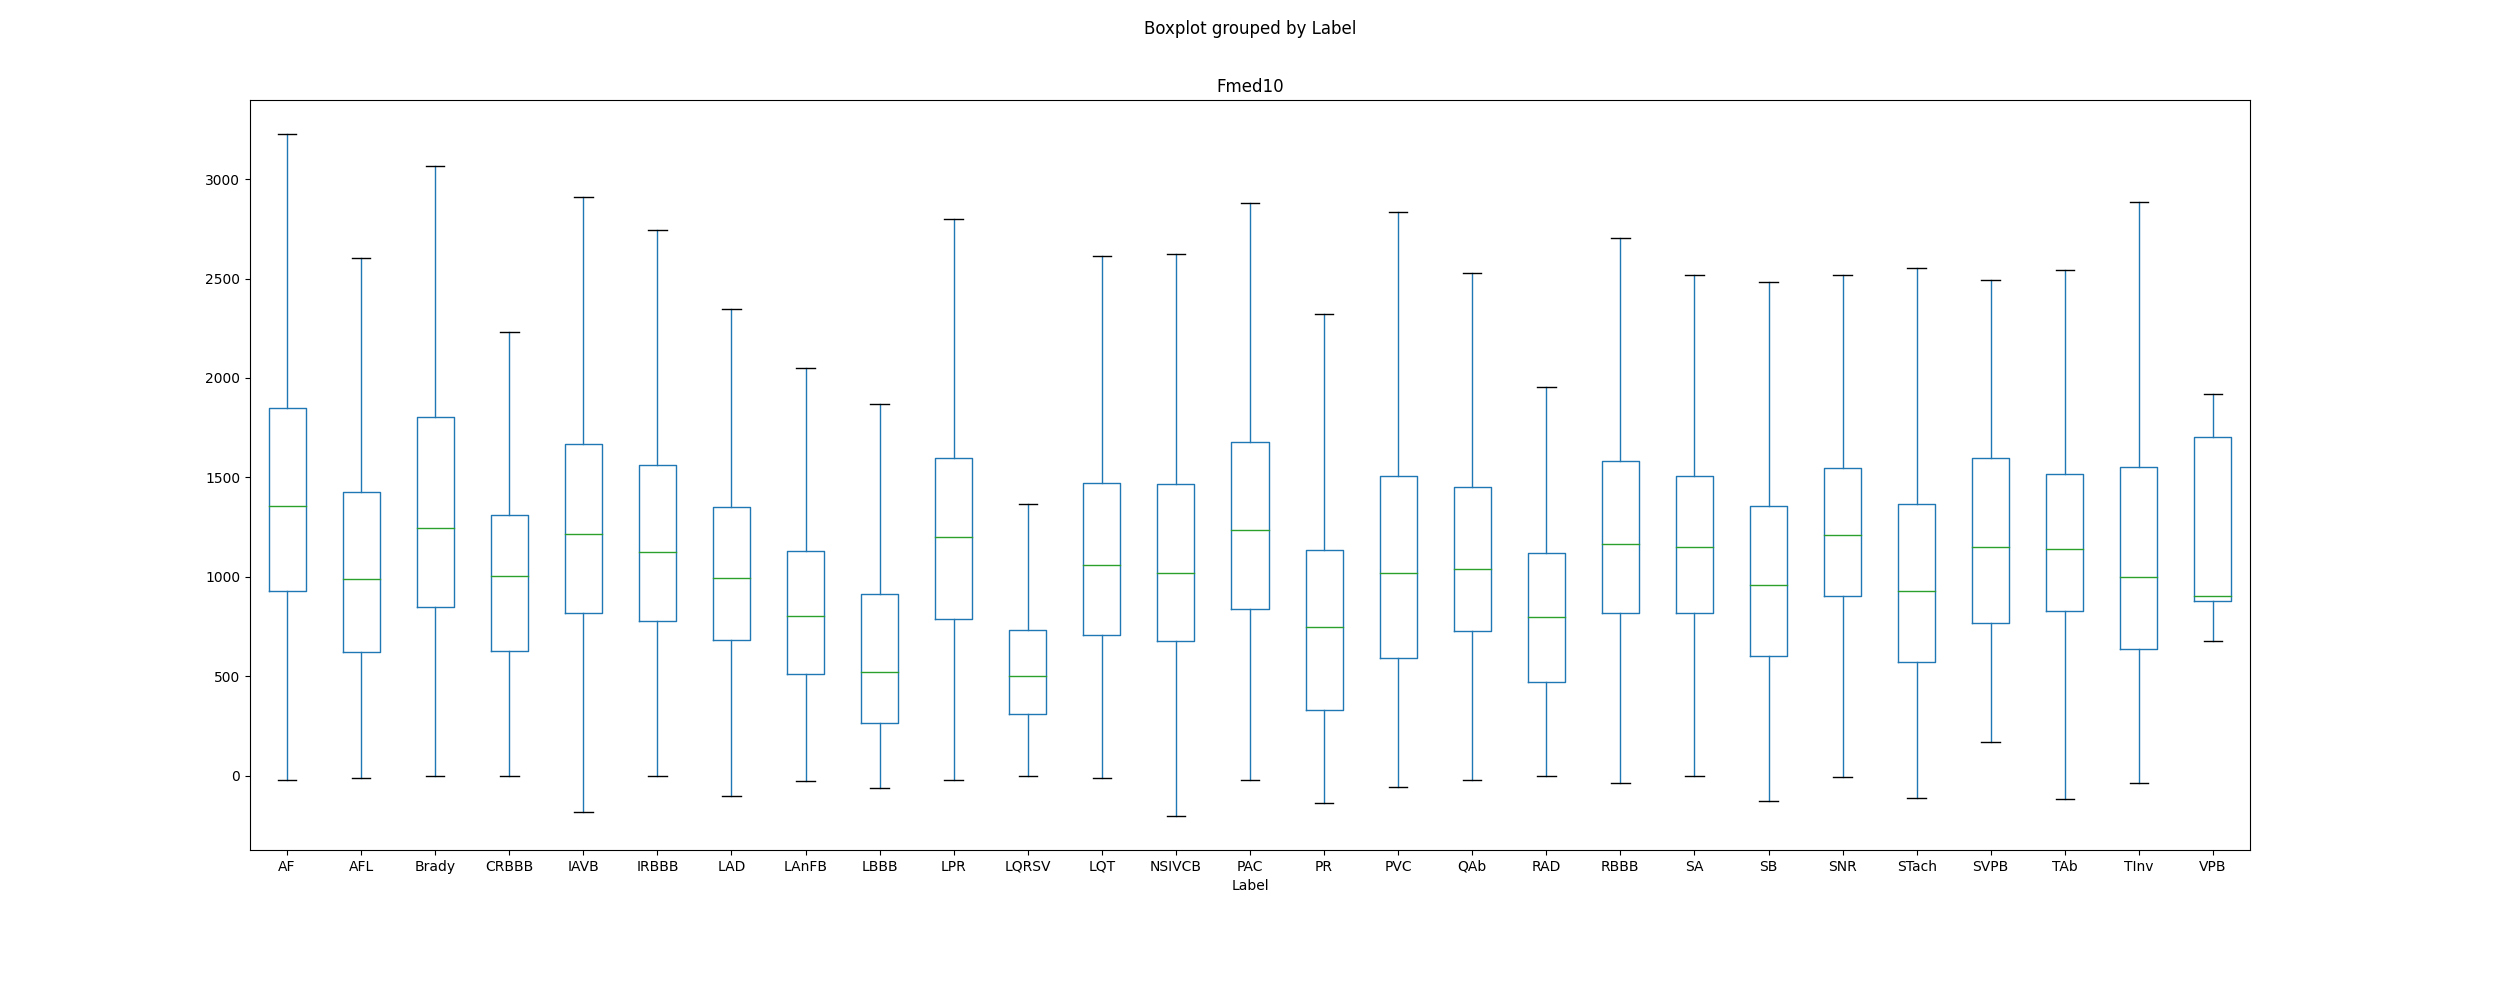 Boxplot grouped by Label
Fmed10
3000
2500
2000
1500
1000
500
0
AF AFL Brady CRBBB IAVB IRBBB LAD LAnFB LBBB LPR LQRSV LQT NSIVCB PAC PR PVC QAb RAD RBBB SA SB SNR STach SVPB TAb TInv VPB
Label